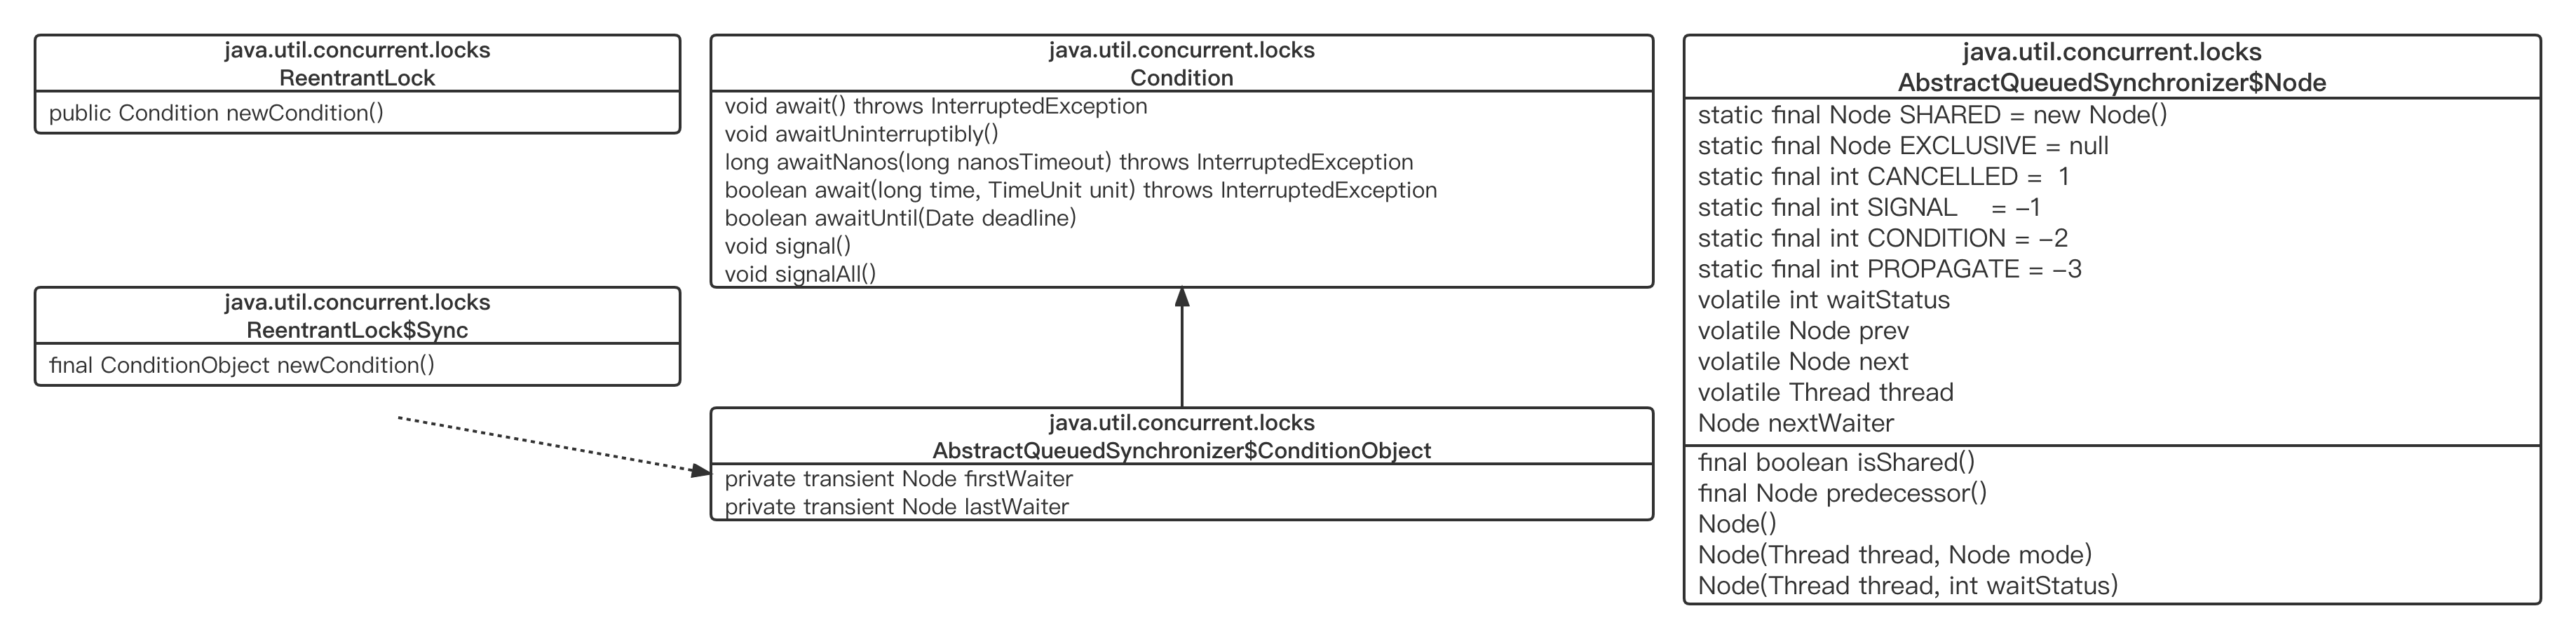 java.util.concurrent.locks
ReentrantLock
public Condition newCondition()
java.util.concurrent.locks
ReentrantLock$Sync
final ConditionObject newCondition()
java.util.concurrent.locks
Condition
void await() throws InterruptedException
void awaitUninterruptibly()
long awaitNanos(long nanosTimeout) throws InterruptedException
boolean await(long time, TimeUnit unit) throws InterruptedException
boolean awaitUntil(Date deadline)
void signal()
void signalAll()
java.util.concurrent.locks
AbstractQueuedSynchronizer$ConditionObject
private transient Node firstWaiter
private transient Node lastWaiter
java.util.concurrent.locks
AbstractQueuedSynchronizer$Node
static final Node SHARED = new Node()
static final Node EXCLUSIVE = null
static final int CANCELLED =  1
static final int SIGNAL    = –1
static final int CONDITION = –2
static final int PROPAGATE = –3
volatile int waitStatus
volatile Node prev
volatile Node next
volatile Thread thread
Node nextWaiter
final boolean isShared()
final Node predecessor()
Node()
Node(Thread thread, Node mode)
Node(Thread thread, int waitStatus)